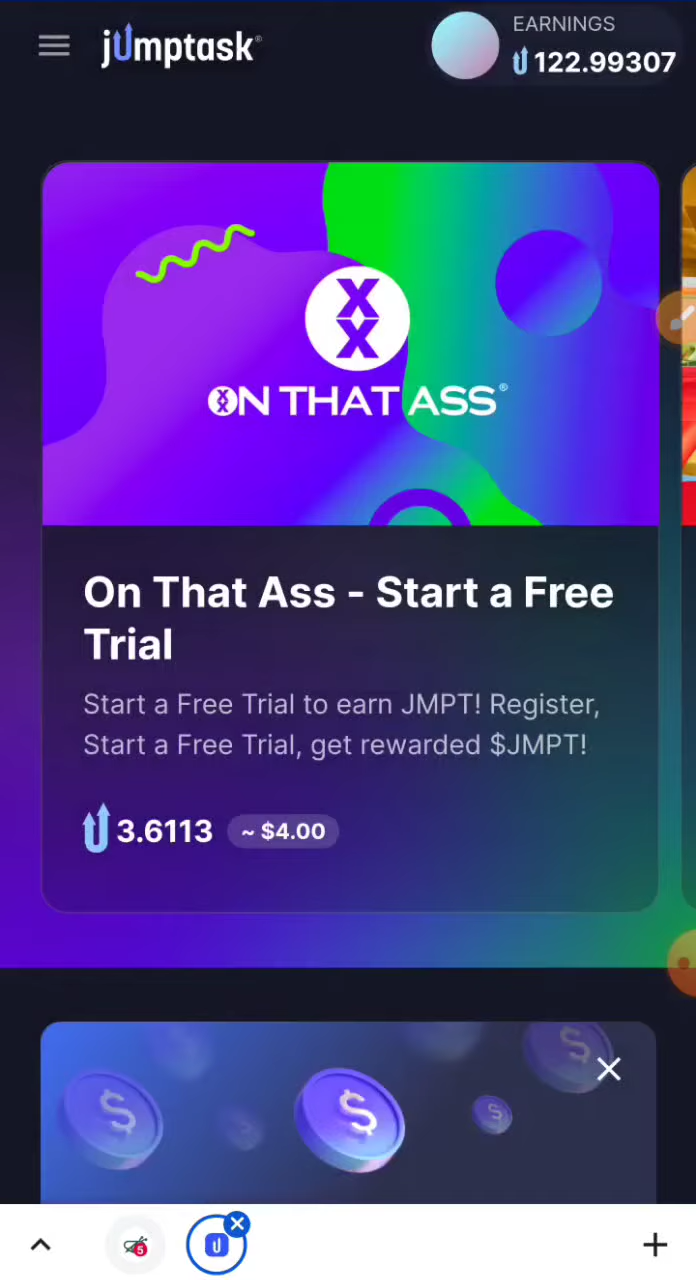 jumptask®
EARNINGS
122.99307
ON THAT ASS®
On That Ass - Start a Free
Trial
Start a Free Trial to earn JMPT! Register,
Start a Free Trial, get rewarded $JMPT!
3.6113 ~ $4.00
$ $ $ $
5